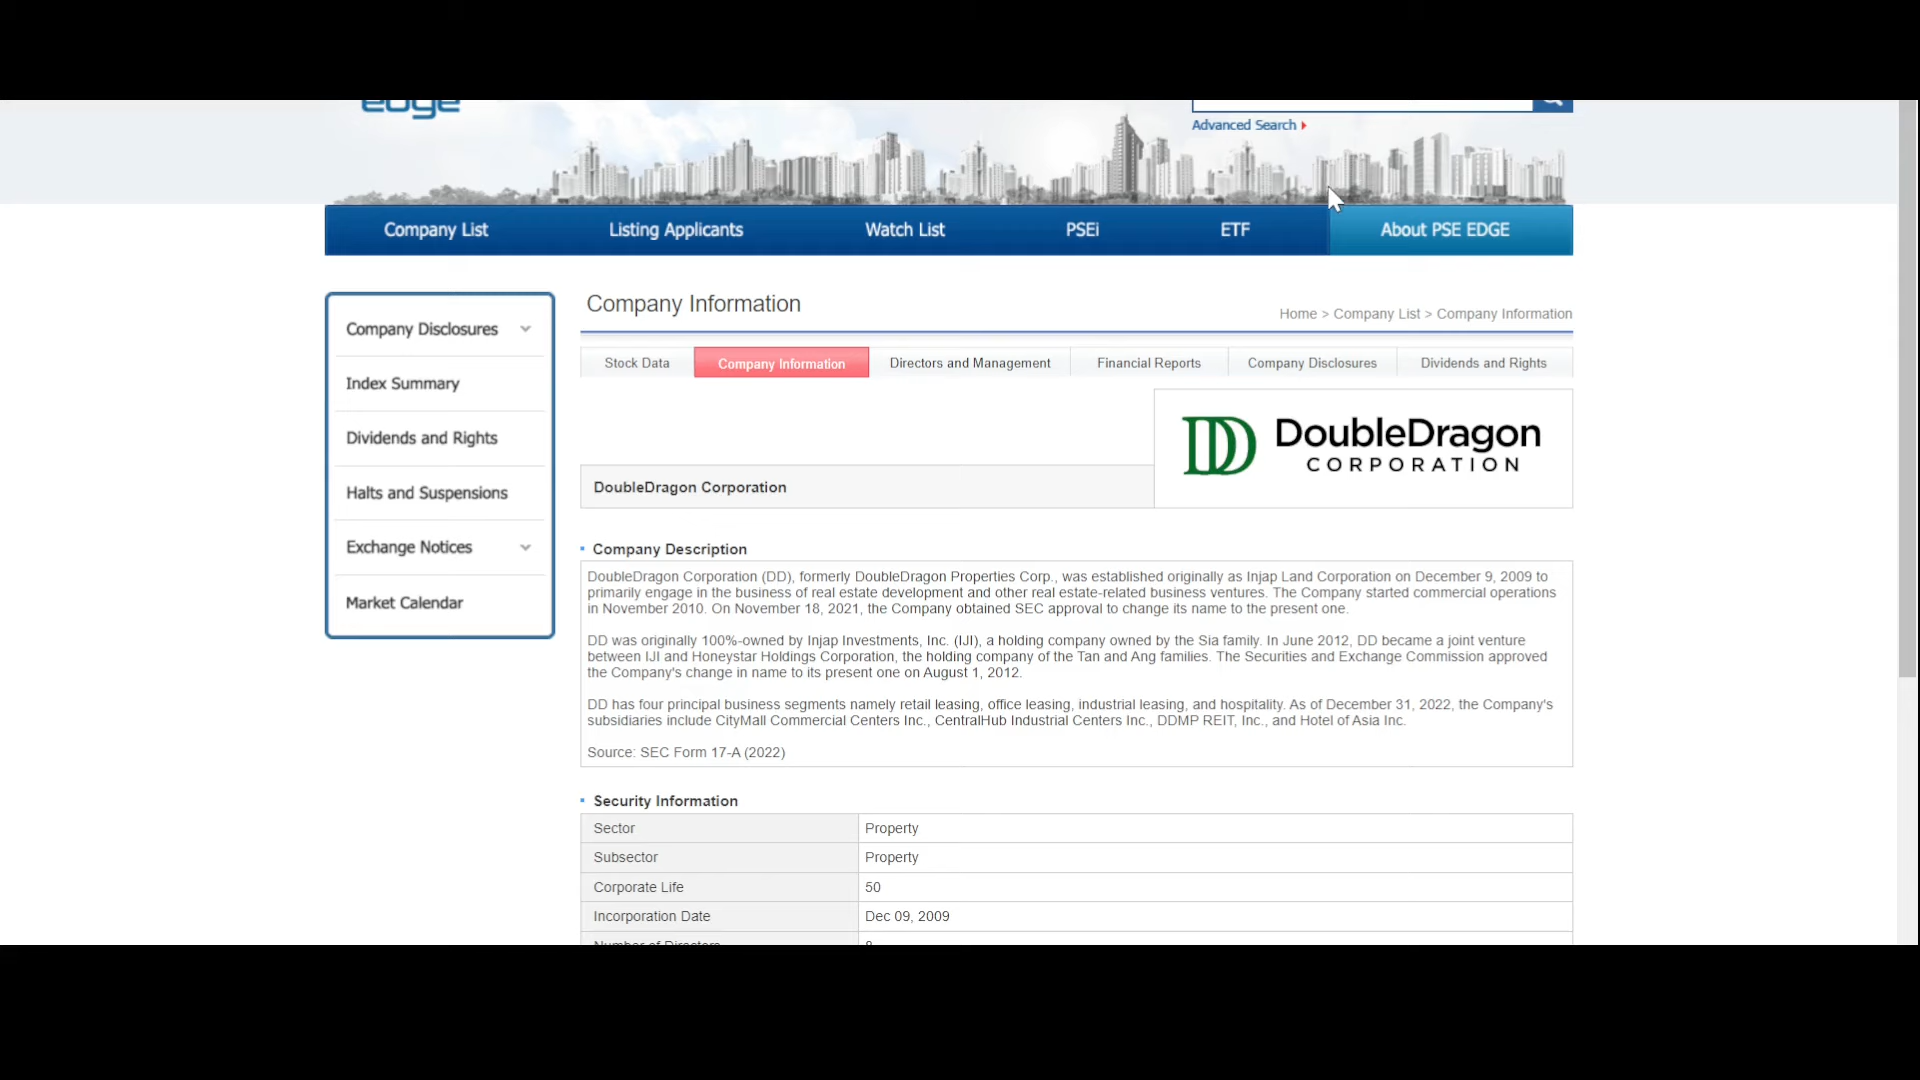 edge
Advanced Search
Company List
Listing Applicants
Watch List
PSEi
ETF
About PSE EDGE
Company Disclosures
Index Summary
Dividends and Rights
Halts and Suspensions
Exchange Notices
Market Calendar
Company Information
Home > Company List > Company Information
Stock Data
Company Information
Directors and Management
Financial Reports
Company Disclosures
Dividends and Rights
DD DoubleDragon
CORPORATION
DoubleDragon Corporation
Company Description
DoubleDragon Corporation (DD), formerly DoubleDragon Properties Corp., was established originally as Injap Land Corporation on December 9, 2009 to
primarily engage in the business of real estate development and other real estate-related business ventures. The Company started commercial operations
in November 2010. On November 18, 2021, the Company obtained SEC approval to change its name to the present one.
DD was originally 100%-owned by Injap Investments, Inc. (IJI), a holding company owned by the Sia family. In June 2012, DD became a joint venture
between IJI and Honeystar Holdings Corporation, the holding company of the Tan and Ang families. The Securities and Exchange Commission approved
the Company's change in name to its present one on August 1, 2012.
DD has four principal business segments namely retail leasing, office leasing, industrial leasing, and hospitality. As of December 31, 2022, the Company's
subsidiaries include CityMall Commercial Centers Inc., CentralHub Industrial Centers Inc., DDMP REIT, Inc., and Hotel of Asia Inc.
Source: SEC Form 17-A (2022)
Security Information
Sector Property
Subsector Property
Corporate Life 50
Incorporation Date Dec 09, 2009
Number of Directors